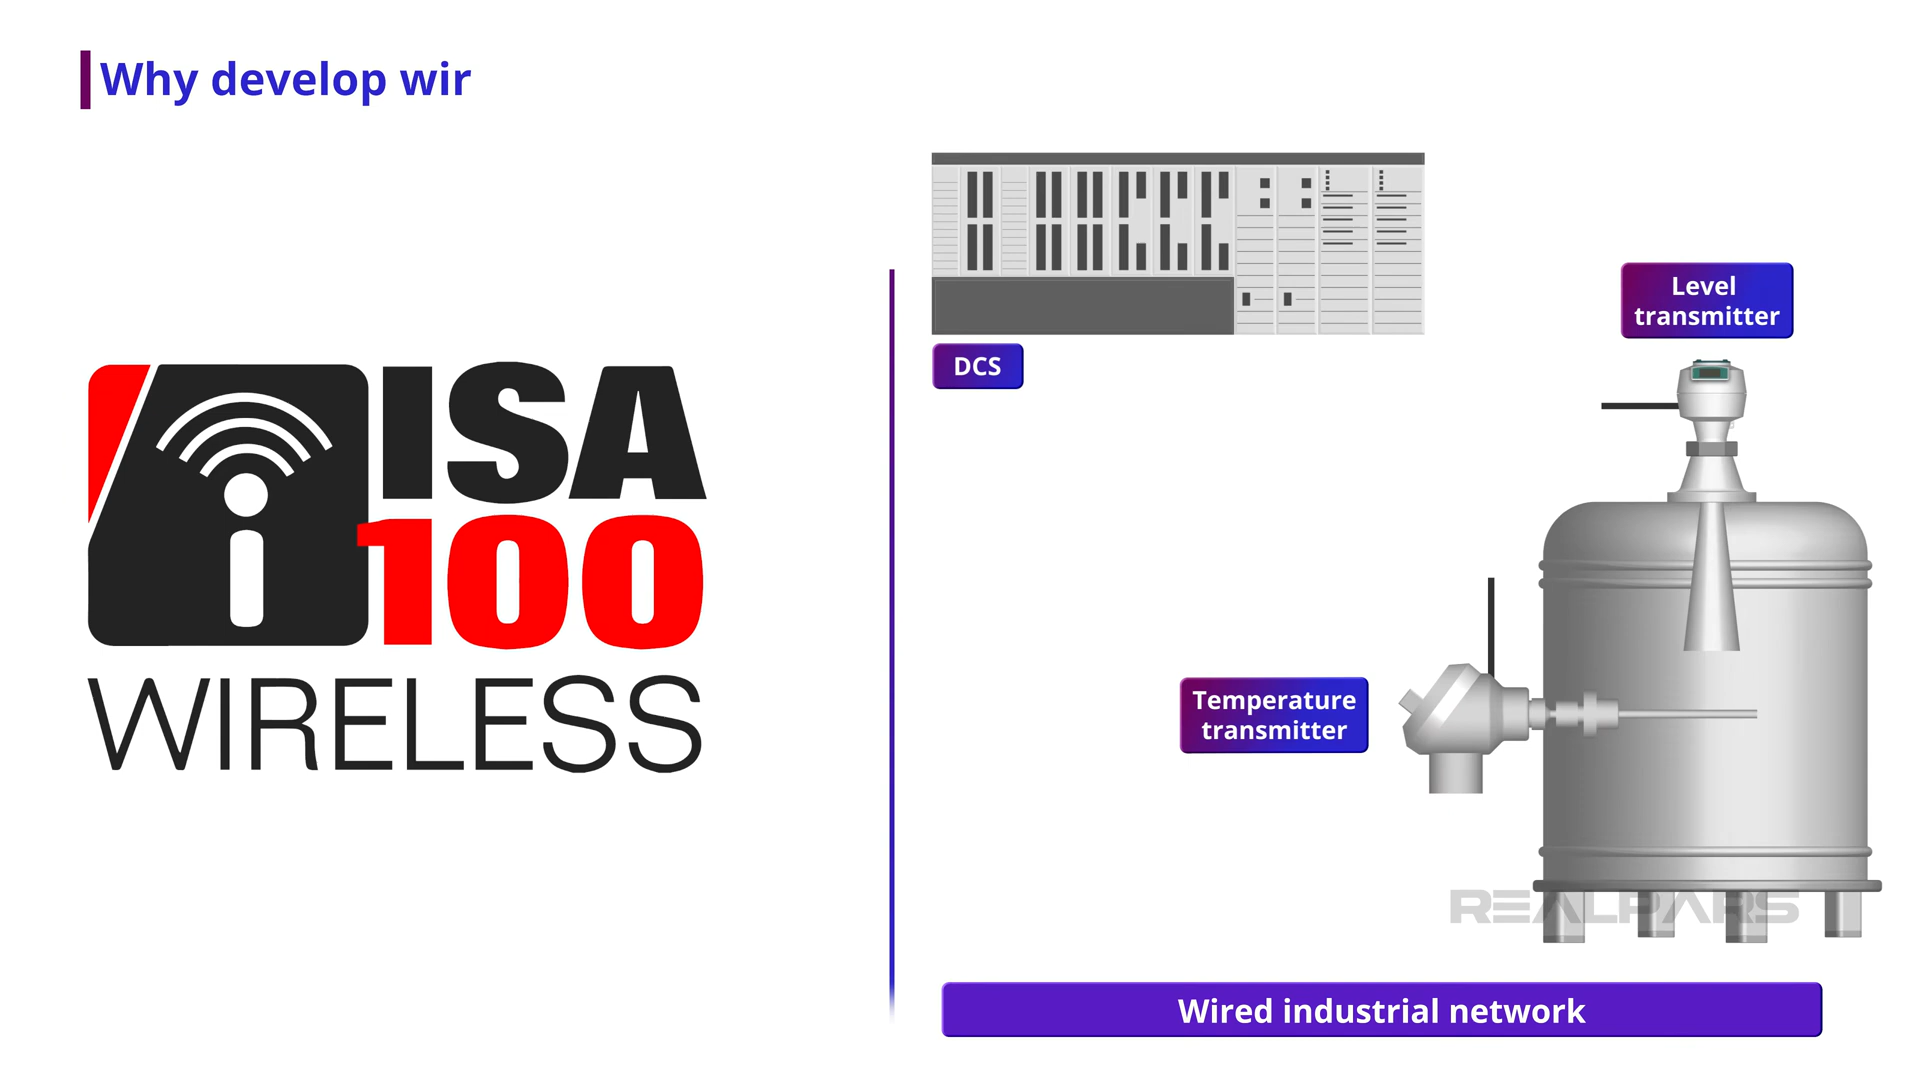 Why develop wir
ISA
100
WIRELESS
DCS
Level
transmitter
Temperature
transmitter
REALPARS
Wired industrial network